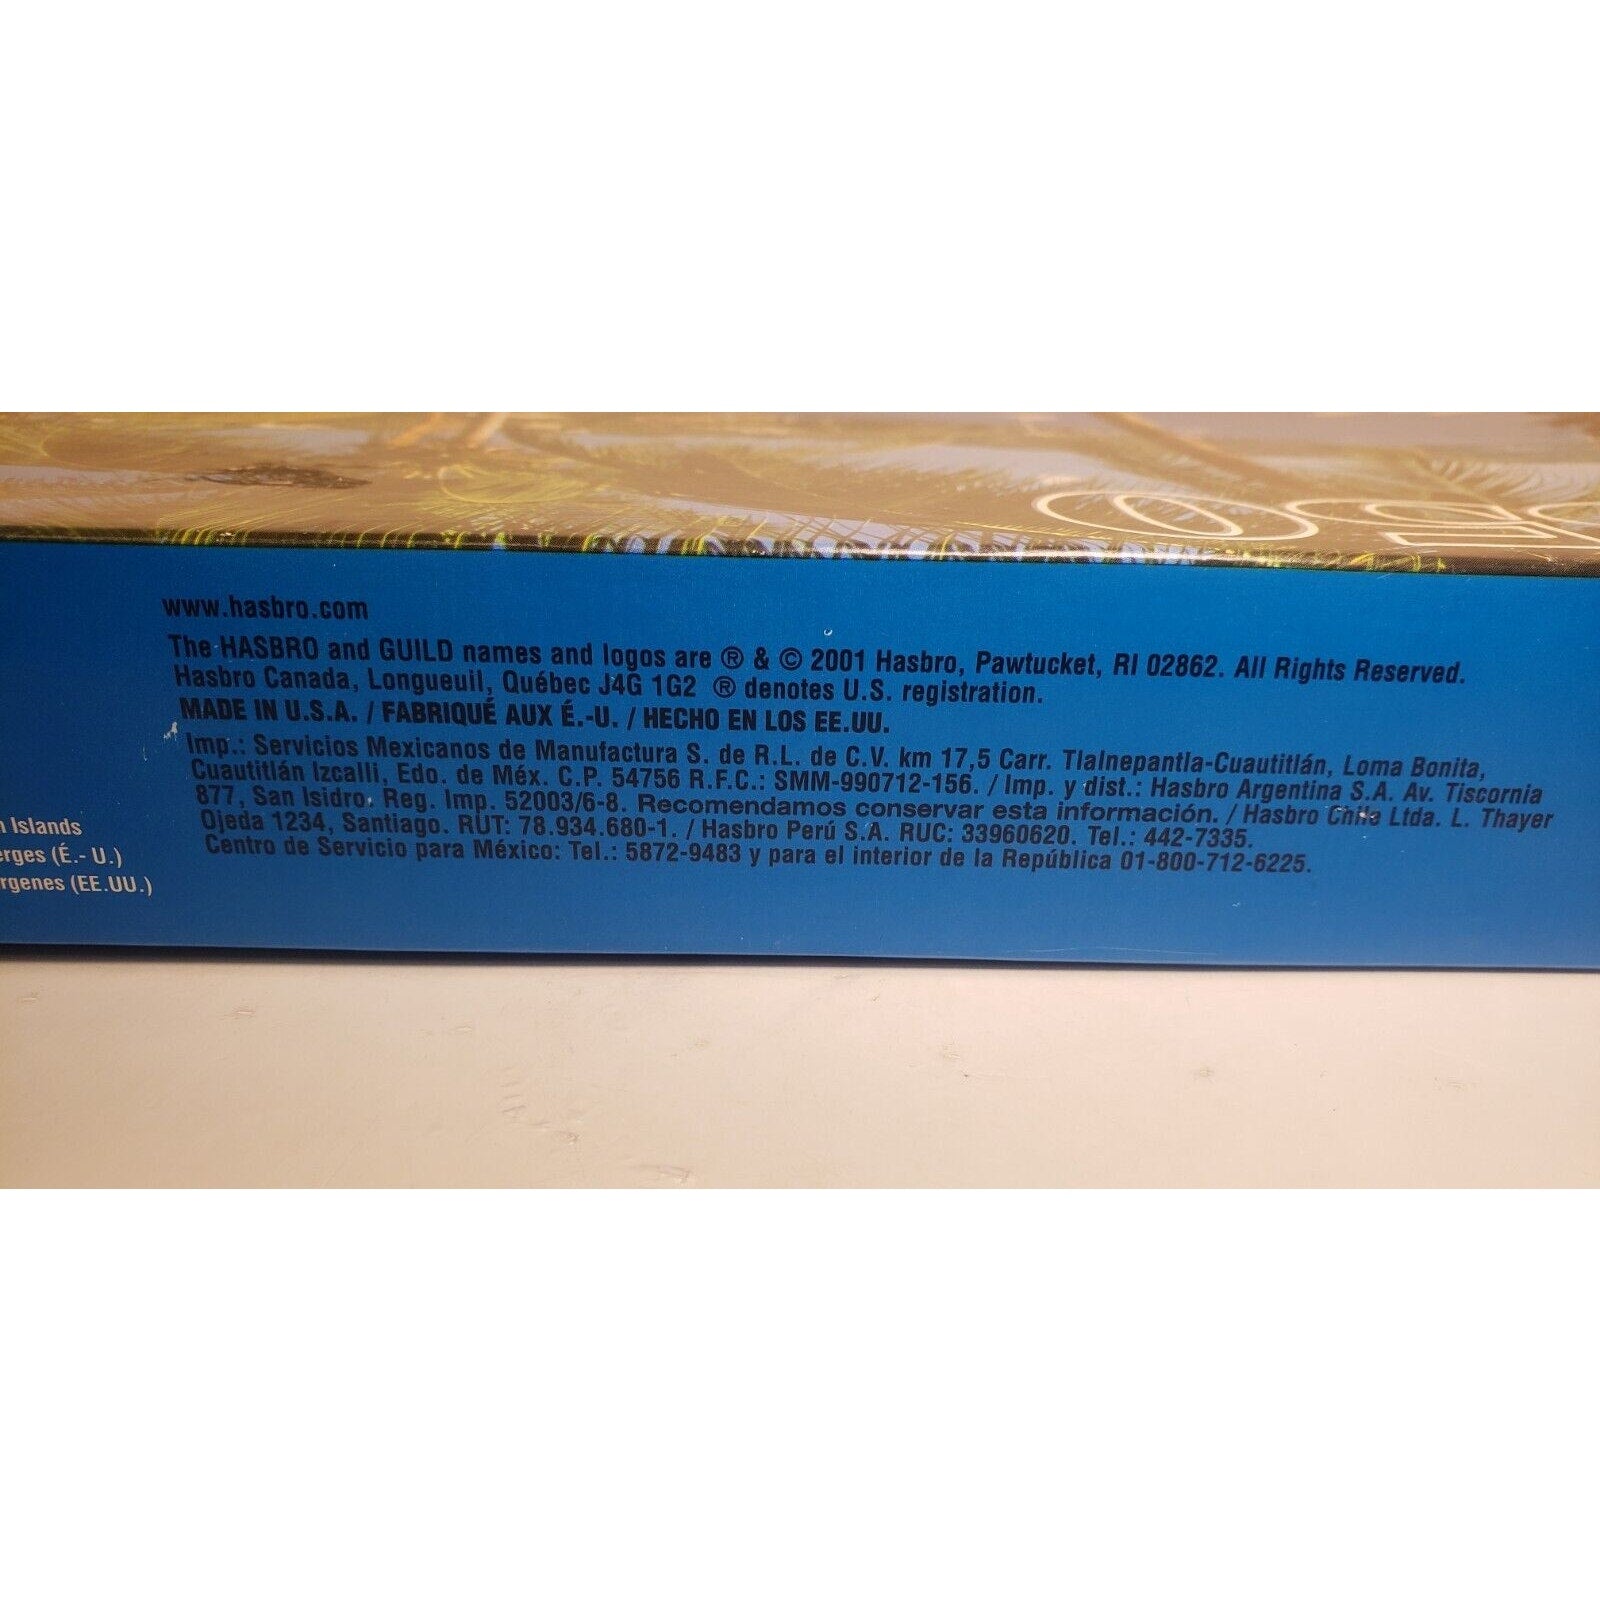 www.hasbro.com
The HASBRO and GUILD names and logos are ® & © 2001 Hasbro, Pawtucket, RI 02862. All Rights Reserved.
Hasbro Canada, Longueuil, Québec J4G 1G2 ® denotes U.S. registration.
MADE IN U.S.A. / FABRIQUÉ AUX É.-U. / HECHO EN LOS EE.UU.
Imp.: Servicios Mexicanos de Manufactura S. de R.L. de C.V. km 17,5 Carr. Tlalnepantla-Cuautitlán, Loma Bonita,
Cuautitlán Izcalli, Edo. de Méx. C.P. 54756 R.F.C.: SMM-990712-156. / Imp. y dist.: Hasbro Argentina S.A. Av. Tiscornia
877, San Isidro. Reg. Imp. 52003/6-8. Recomendamos conservar esta información. / Hasbro Chile Ltda. L. Thayer
Ojeda 1234, Santiago. RUT: 78.934.680-1. / Hasbro Perú S.A. RUC: 33960620. Tel.: 442-7335.
Centro de Servicio para México: Tel.: 5872-9483 y para el interior de la República 01-800-712-6225.
n Islands
erges (É.- U.)
rgenes (EE.UU.)